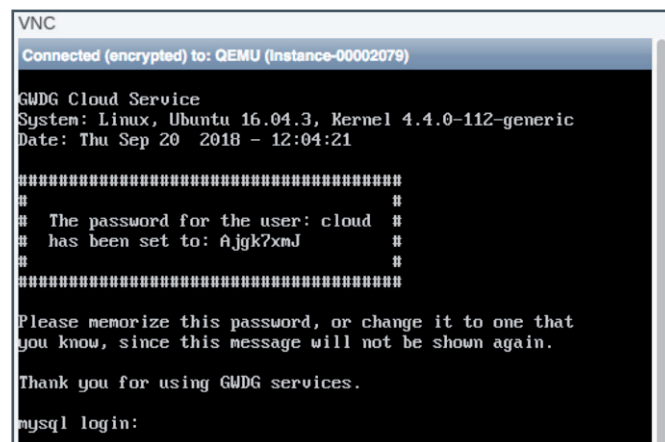 VNC
Connected (encrypted) to: QEMU (instance-00002079)
GWDG Cloud Service
System: Linux, Ubuntu 16.04.3, Kernel 4.4.0-112-generic
Date: Thu Sep 20  2018 - 12:04:21
######################################
#                                    #
#  The password for the user: cloud  #
#  has been set to: Ajgk7xmJ         #
#                                    #
######################################
Please memorize this password, or change it to one that
you know, since this message will not be shown again.
Thank you for using GWDG services.
mysql login: